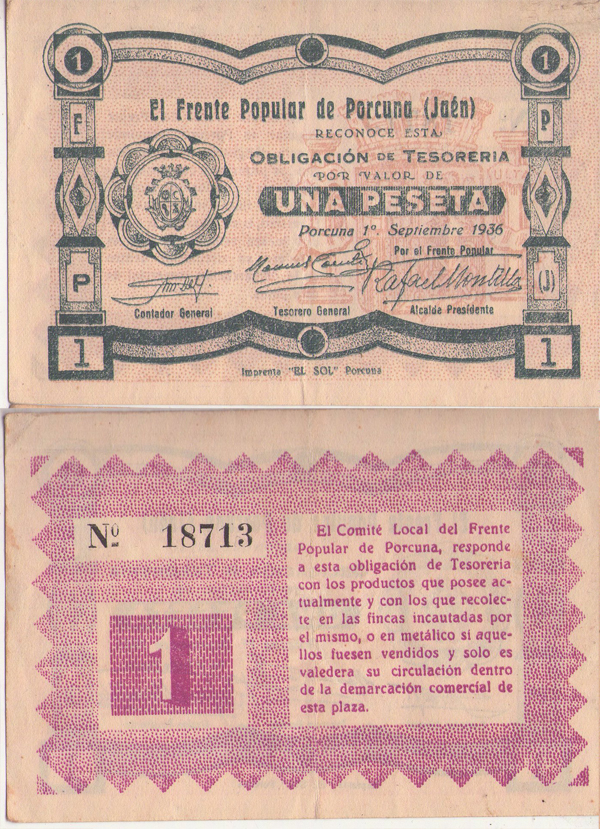 1 1
El Frente Popular de Porcuna (Jaén)
RECONOCE ESTA
OBLIGACIÓN DE TESORERIA
POR VALOR DE
UNA PESETA
Porcuna 1º. Septiembre 1936
Por el Frente Popular
F P
P (J)
Rafael Montilla
Contador General Tesorero General Alcalde Presidente
1 1
Imprenta "EL SOL" Porcuna
Nº 18713
1
El Comité Local del Frente
Popular de Porcuna, responde
a esta obligación de Tesoreria
con los productos que posee ac-
tualmente y con los que recolec-
te en las fincas incautadas por
el mismo, o en metálico si aque-
llos fuesen vendidos y solo es
valedera su circulación dentro
de la demarcación comercial de
esta plaza.